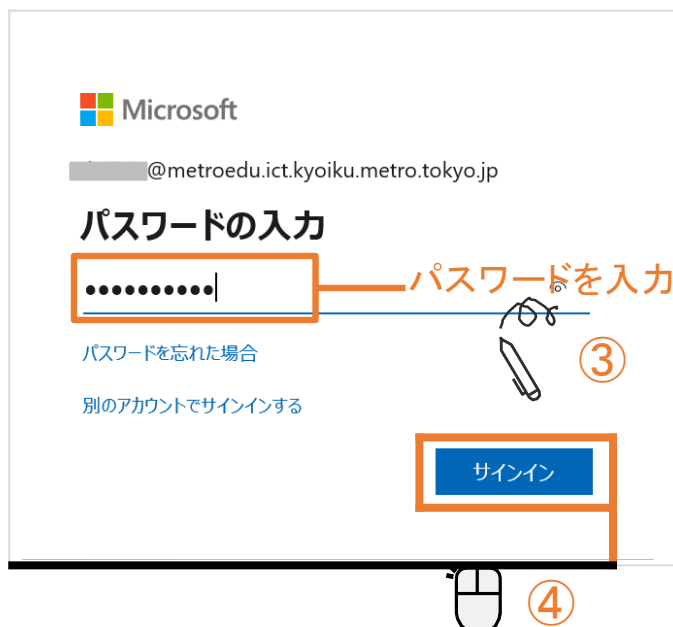 Microsoft
@metroedu.ict.kyoiku.metro.tokyo.jp
パスワードの入力
●●●●●●●●●●
パスワードを入力
③
パスワードを忘れた場合
別のアカウントでサインインする
サインイン
④